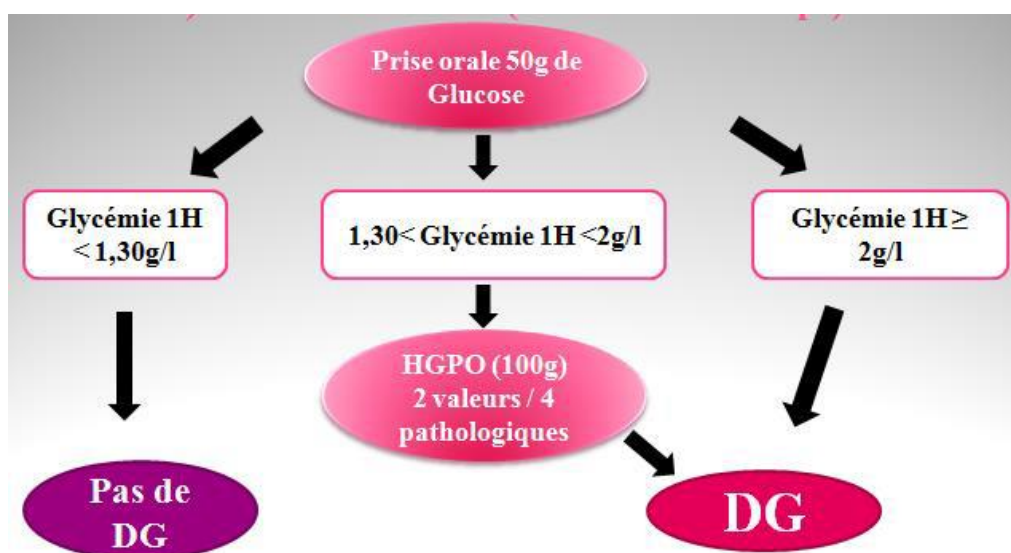 Prise orale 50g de
Glucose
Glycémie 1H
< 1,30g/l
1,30< Glycémie 1H <2g/l
Glycémie 1H ≥
2g/l
HGPO (100g)
2 valeurs / 4
pathologiques
Pas de
DG
DG